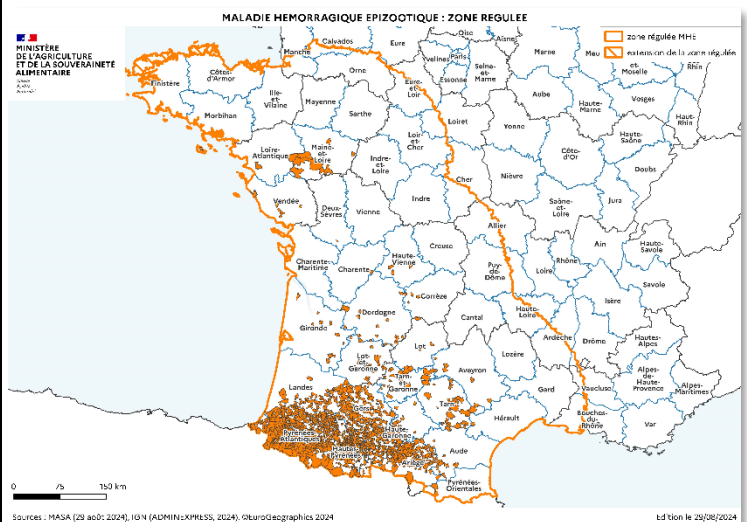 MALADIE HEMORRAGIQUE EPIZOOTIQUE : ZONE REGULEE
MINISTÈRE
DE L'AGRICULTURE
ET DE LA SOUVERAINETÉ
ALIMENTAIRE
zone régulée MHE
extension de la zone régulée
Manche
Calvados
Eure
Oise
Aisne
Marne
Paris
Seine-
et-
Marne
Essonne
Orne
Eure-
et-
Loir
Aube
et-
Moselle
Rhin
Vosges
Haute-
Marne
Haut-
Rhin
Finistère
Côtes-
d'Armor
Ille-
et-
Vilaine
Mayenne
Sarthe
Morbihan
Loiret
Yonne
Haute-
Saône
Loir-
et-
Cher
Côte-
d'Or
Doubs
Loire-
Atlantique
Maine-
et-
Loire
Indre-
et-
Loire
Cher
Nièvre
Jura
Saône-
et-
Loire
Vendée
Deux-
Sèvres
Vienne
Indre
Allier
Ain
Haute-
Savoie
Charente-
Maritime
Charente
Haute-
Vienne
Creuse
Puy-
de-
Dôme
Loire
Rhône
Savoie
Isère
Corrèze
Dordogne
Cantal
Haute-
Loire
Gironde
Ardèche
Drôme
Hautes-
Alpes
Lot
Lot-
et-
Garonne
Aveyron
Lozère
Tarn-
et-
Garonne
Gard
Vaucluse
Alpes-
de-
Haute-
Provence
Alpes-
Maritimes
Landes
Gers
Tarn
Hérault
Bouches-
du-
Rhône
Var
Pyrénées-
Atlantiques
Hautes-
Pyrénées
Haute-
Garonne
Ariège
Aude
Pyrénées-
Orientales
0 75 150 km
Sources : MASA (29 août 2024), IGN (ADMIN EXPRESS, 2024), ©EuroGeographics 2024
Edition le 29/08/2024